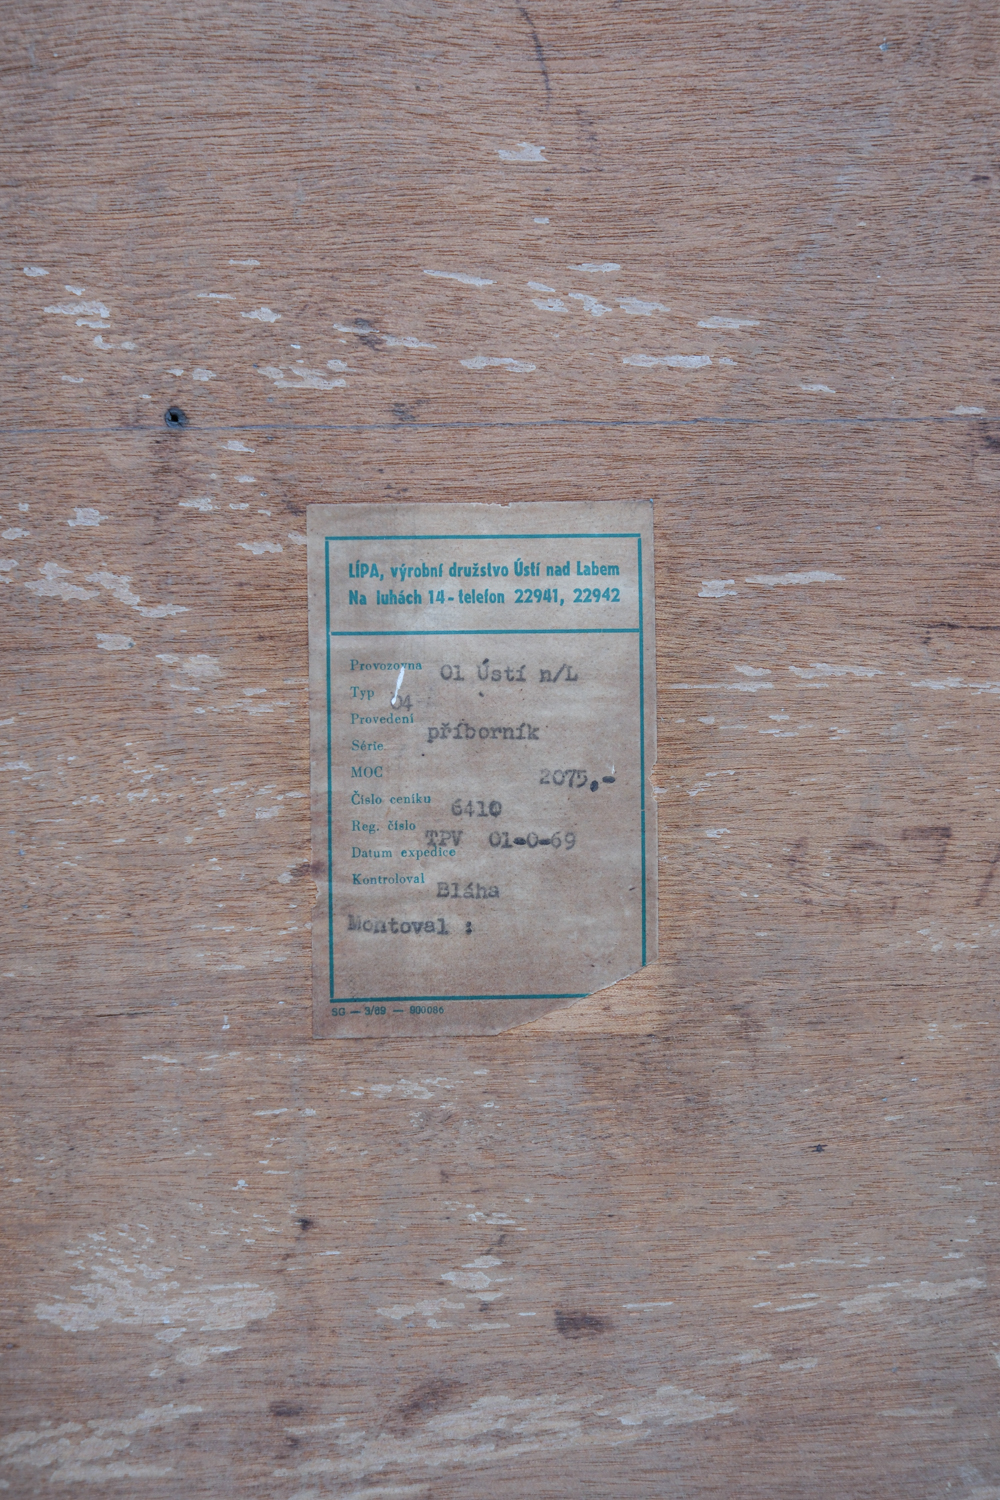 LÍPA, výrobní družstvo Ústí nad Labem
Na luhách 14 - telefon 22941, 22942
Provozovna 01 Ústí n/L
Typ 04
Provedení příborník
Série
MOC 2075,-
Číslo ceníku 6410
Reg. číslo TPV 01-0-69
Datum expedice
Kontroloval Bláha
Montoval :
SG — 3/69 — 800086